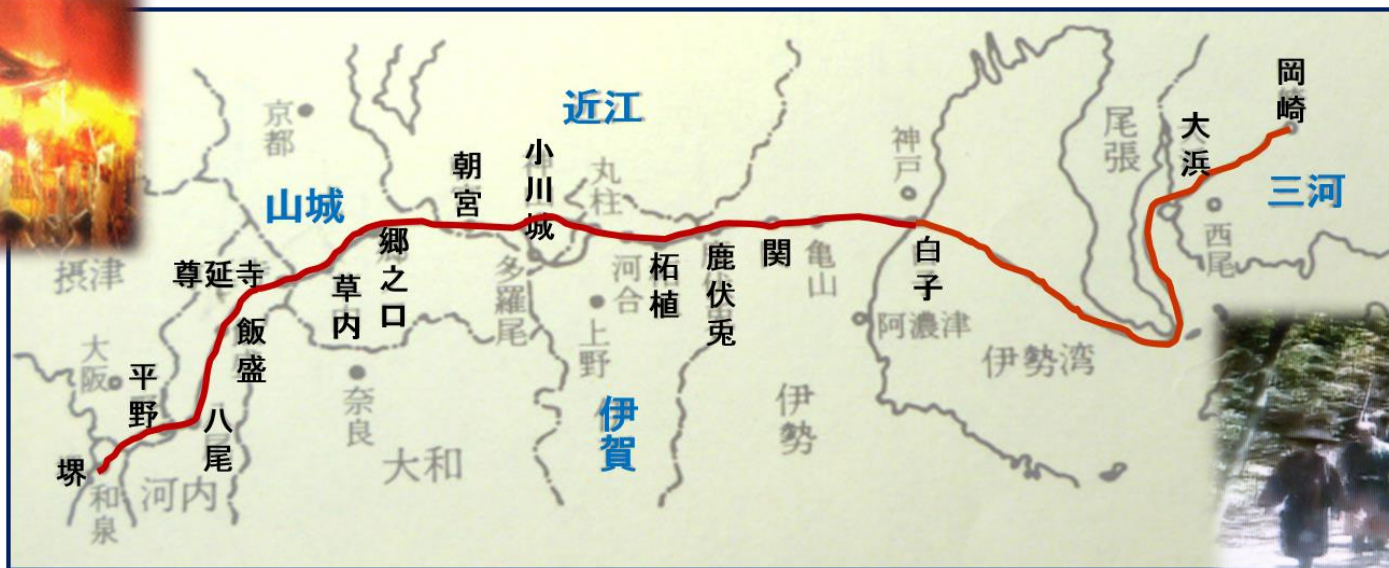 近江
山城
伊賀
三河
京都
摂津
大阪
堺
和泉
河内
平野
八尾
飯盛
尊延寺
草内
郷之口
奈良
大和
朝宮
小川城
多羅尾
丸柱
河合
上野
柘植
鹿伏兎
関
亀山
伊勢
神戸
白子
阿濃津
伊勢湾
尾張
大浜
西尾
岡崎